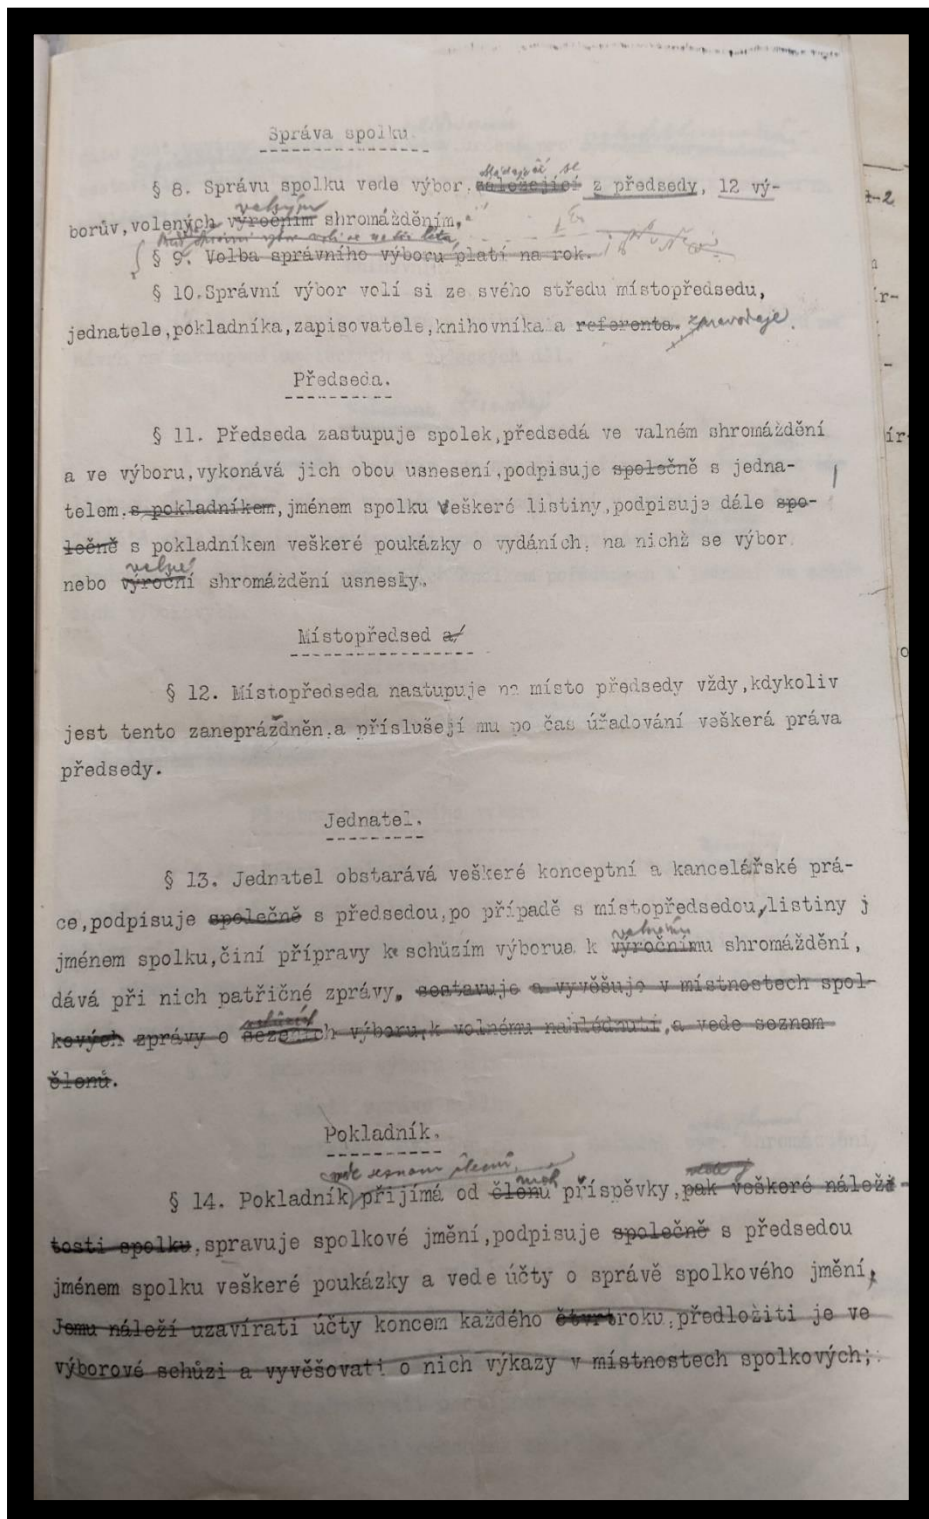 Správa spolku.
§ 8. Správu spolku vede výbor, skládající se záležející z předsedy, 12 vý-
borův, volených valným výročním shromážděním,
§ 9. Volba správního výboru platí na rok.
§ 10. Správní výbor volí si ze svého středu místopředsedu,
jednatele, pokladníka, zapisovatele, knihovníka a referenta. zpravodaje.
Předseda.
§ 11. Předseda zastupuje spolek, předsedá ve valném shromáždění
a ve výboru, vykonává jich obou usnesení, podpisuje společně s jedna-
telem, s pokladníkem, jménem spolku veškeré listiny, podpisuje dále spo-
lečně s pokladníkem veškeré poukázky o vydáních, na nichž se výbor
valné
nebo výroční shromáždění usnesly.
Místopředsed a
§ 12. Místopředseda nastupuje na místo předsedy vždy, kdykoliv
jest tento zaneprázdněn, a příslušejí mu po čas úřadování veškerá práva
předsedy.
Jednatel.
§ 13. Jednatel obstarává veškeré konceptní a kancelářské prá-
ce, podpisuje společně s předsedou, po případě s místopředsedou, listiny j
valnému
jménem spolku, činí přípravy k schůzím výborua k výročnímu shromáždění,
dává při nich patřičné zprávy, sestavuje a vyvěšuje v místnostech spol-
schůzích
kových zprávy o sezeních výboru, k volnému nahlédnutí, a vede seznam
členů.
Pokladník.
vede seznam členů,
§ 14. Pokladník, přijímá od členů nich příspěvky, pak veškeré náleži-
tosti spolku, spravuje spolkové jmění, podpisuje společně s předsedou
jménem spolku veškeré poukázky a vede účty o správě spolkového jmění,
Jemu náleží uzavírati účty koncem každého čtvrtroku, předložiti je ve
výborové schůzi a vyvěšovati o nich výkazy v místnostech spolkových;